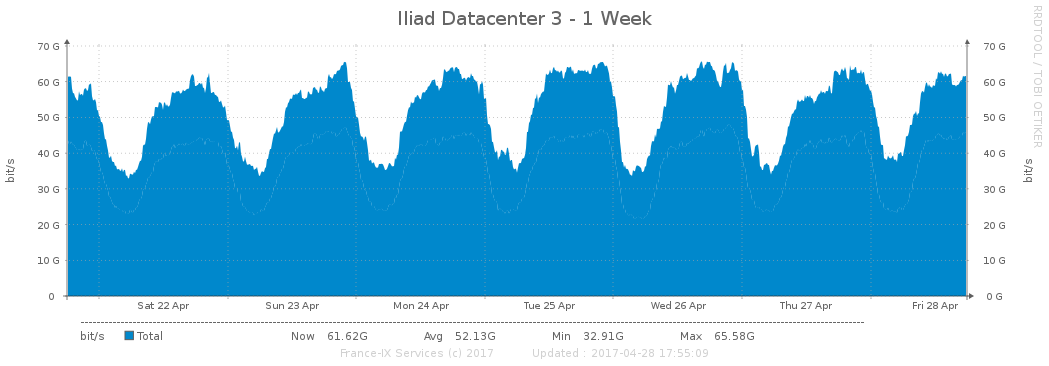 Iliad Datacenter 3 - 1 Week
RRDTOOL / TOBI OETIKER
bit/s
70 G
60 G
50 G
40 G
30 G
20 G
10 G
0
70 G
60 G
50 G
40 G
30 G
20 G
10 G
0 G
bit/s
Sat 22 Apr Sun 23 Apr Mon 24 Apr Tue 25 Apr Wed 26 Apr Thu 27 Apr Fri 28 Apr
bit/s Total Now 61.62G Avg 52.13G Min 32.91G Max 65.58G
France-IX Services (c) 2017 Updated : 2017-04-28 17:55:09